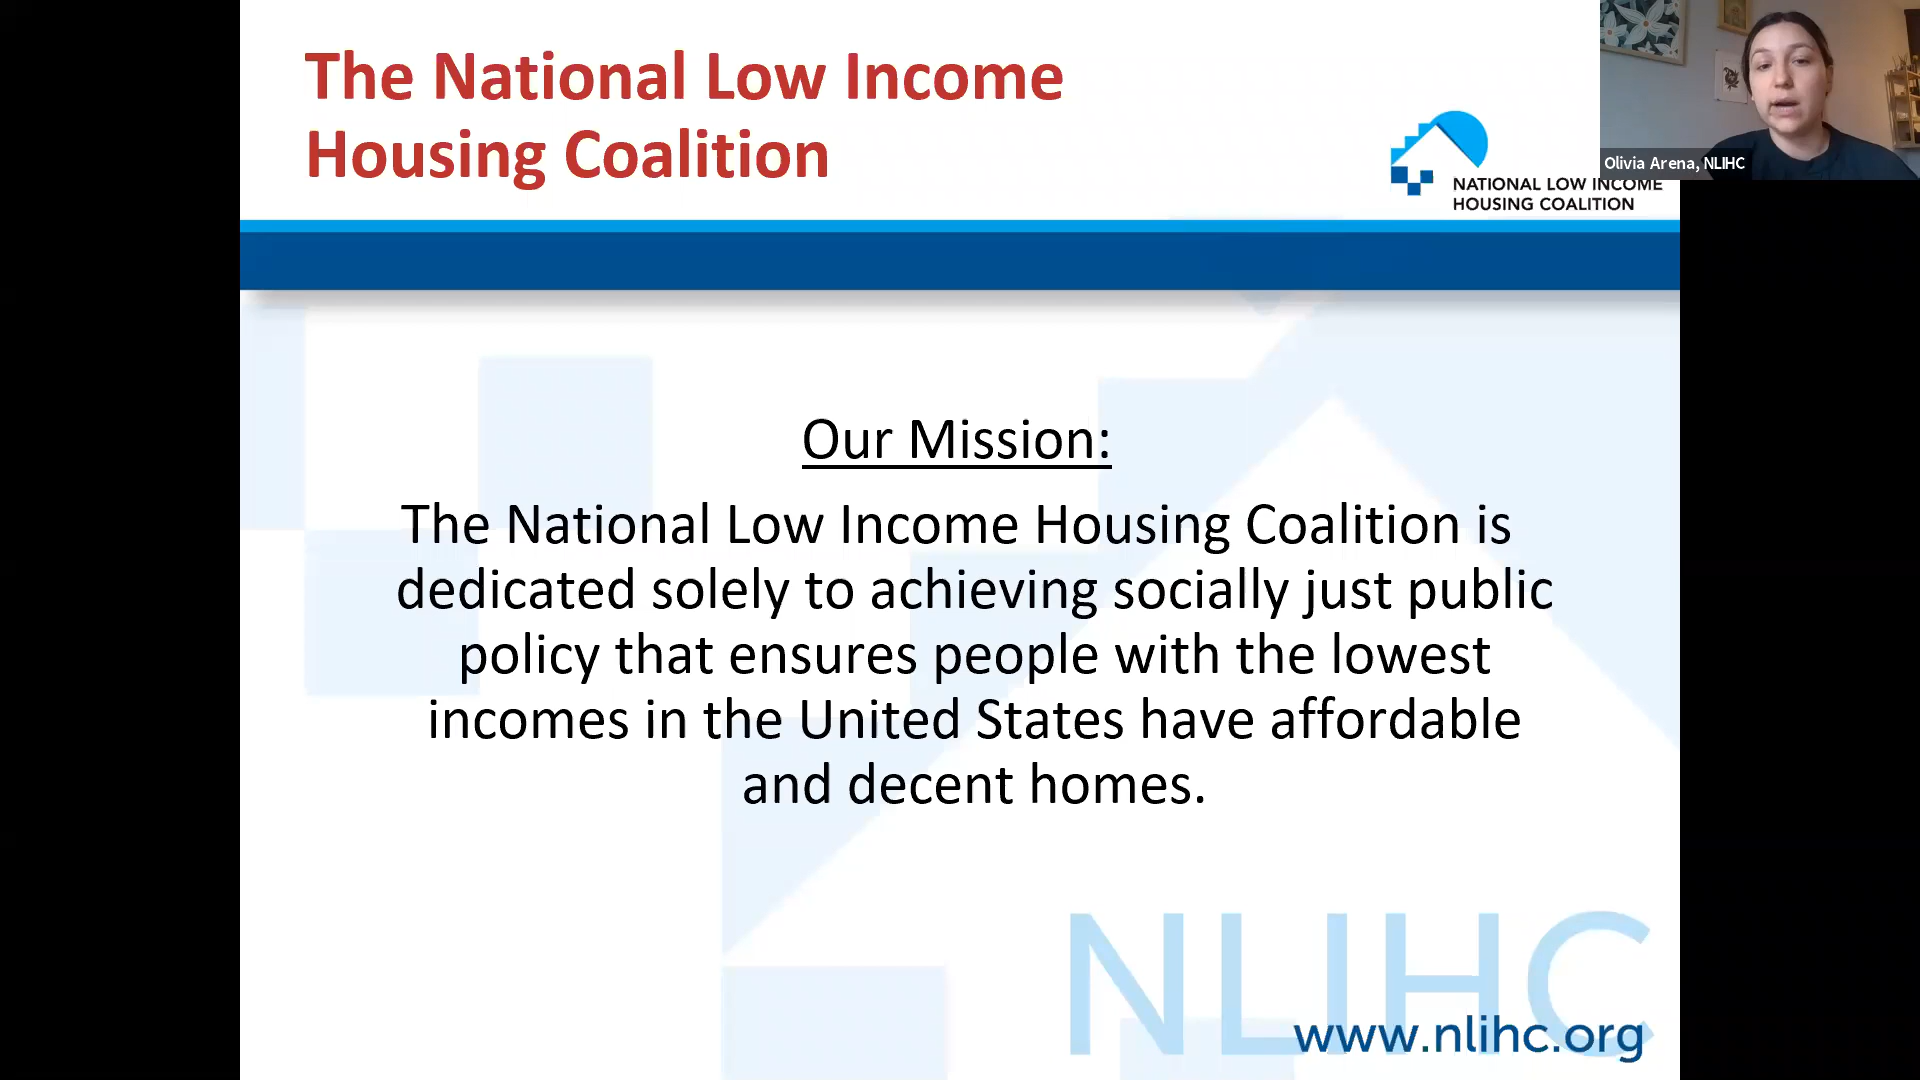 The National Low Income
Housing Coalition
Olivia Arena, NLIHC
NATIONAL LOW INCOME
HOUSING COALITION
Our Mission:
The National Low Income Housing Coalition is
dedicated solely to achieving socially just public
policy that ensures people with the lowest
incomes in the United States have affordable
and decent homes.
NLIHC
www.nlihc.org